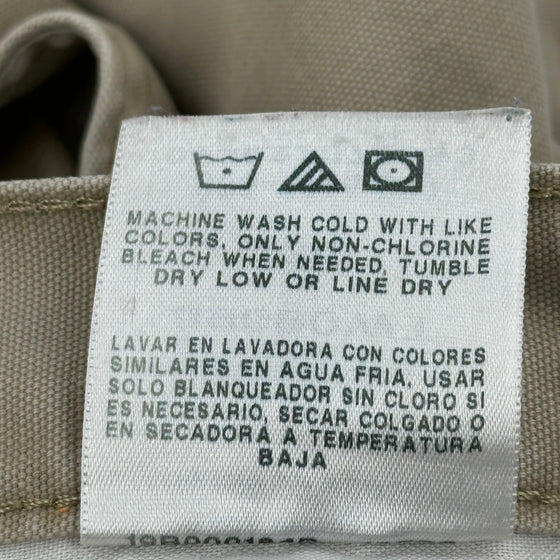 MACHINE WASH COLD WITH LIKE
COLORS, ONLY NON-CHLORINE
BLEACH WHEN NEEDED, TUMBLE
DRY LOW OR LINE DRY
LAVAR EN LAVADORA CON COLORES
SIMILARES EN AGUA FRIA, USAR
SOLO BLANQUEADOR SIN CLORO SI
ES NECESARIO, SECAR COLGADO O
EN SECADORA A TEMPERATURA
BAJA